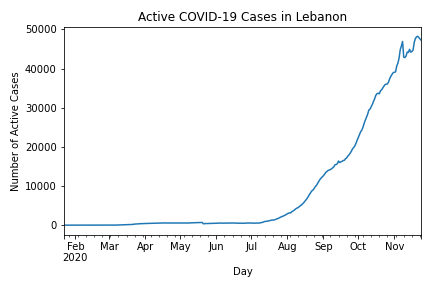 Active COVID-19 Cases in Lebanon
Number of Active Cases
50000
40000
30000
20000
10000
0
Feb Mar Apr May Jun Jul Aug Sep Oct Nov
2020
Day